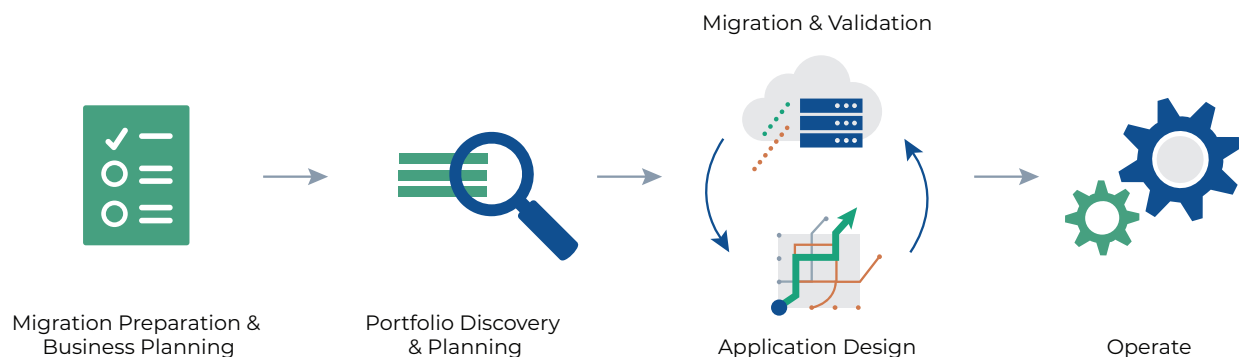 Migration & Validation
Migration Preparation &
Business Planning
Portfolio Discovery
& Planning
Application Design
Operate